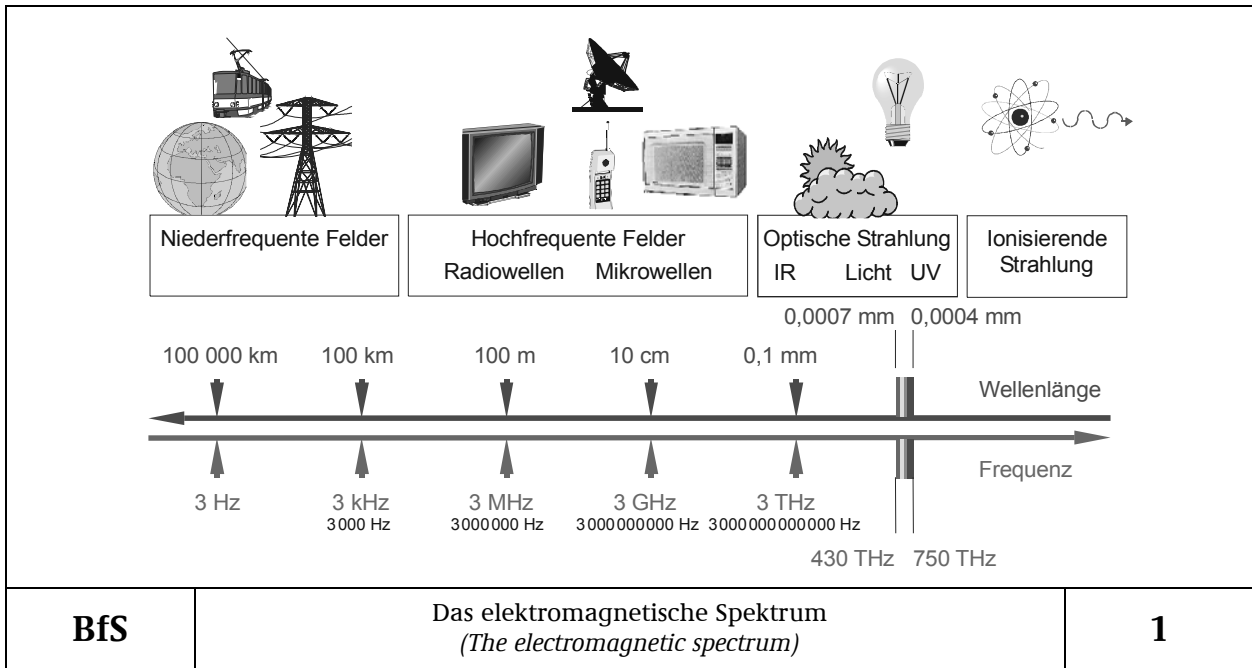 Niederfrequente Felder
Hochfrequente Felder
Radiowellen Mikrowellen
Optische Strahlung
IR Licht UV
Ionisierende
Strahlung
0,0007 mm 0,0004 mm
100 000 km 100 km 100 m 10 cm 0,1 mm
Wellenlänge
Frequenz
3 Hz 3 kHz 3 MHz 3 GHz 3 THz
3000 Hz 3000000 Hz 3000000000 Hz 3000000000000 Hz
430 THz 750 THz
BfS
Das elektromagnetische Spektrum
(The electromagnetic spectrum)
1